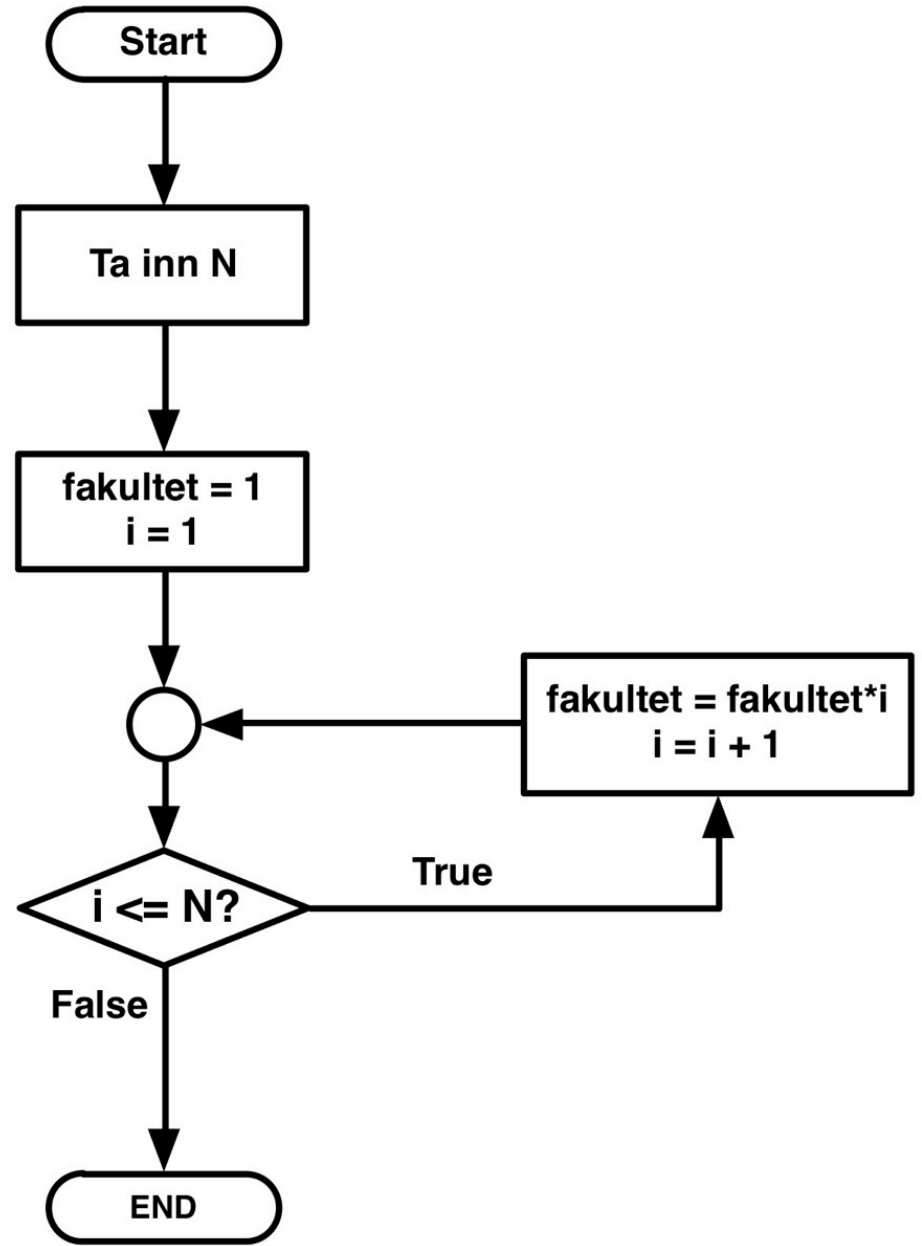 Start
Ta inn N
fakultet = 1
i = 1
fakultet = fakultet*i
i = i + 1
i <= N?
True
False
END